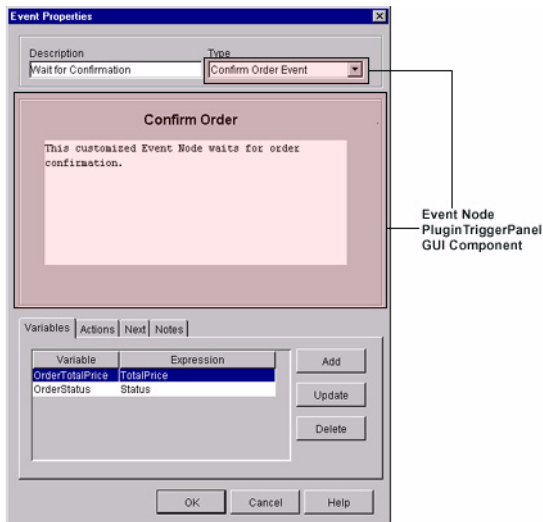 Event Properties
Description
Type
Wait for Confirmation
Confirm Order Event
Confirm Order
This customized Event Node waits for order
confirmation.
Event Node
PluginTriggerPanel
GUI Component
Variables
Actions
Next
Notes
Variable
Expression
OrderTotalPrice
TotalPrice
OrderStatus
Status
Add
Update
Delete
OK
Cancel
Help